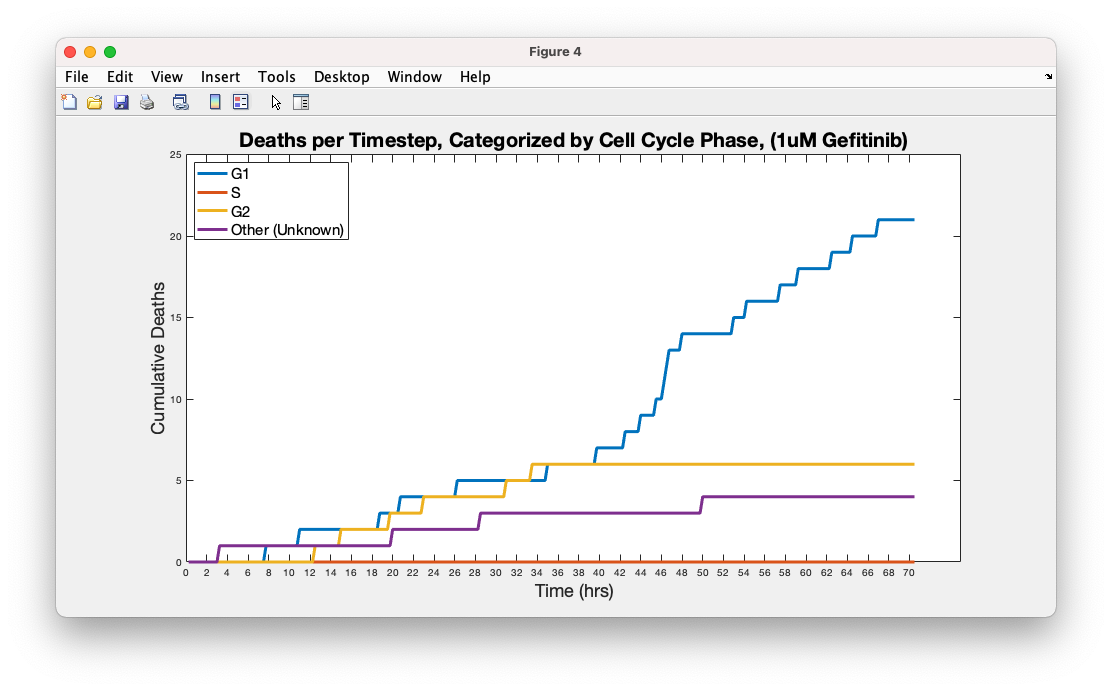 Figure 4
File Edit View Insert Tools Desktop Window Help
Deaths per Timestep, Categorized by Cell Cycle Phase, (1uM Gefitinib)
25
20
15
10
5
0
Cumulative Deaths
G1
S
G2
Other (Unknown)
0 2 4 6 8 10 12 14 16 18 20 22 24 26 28 30 32 34 36 38 40 42 44 46 48 50 52 54 56 58 60 62 64 66 68 70
Time (hrs)